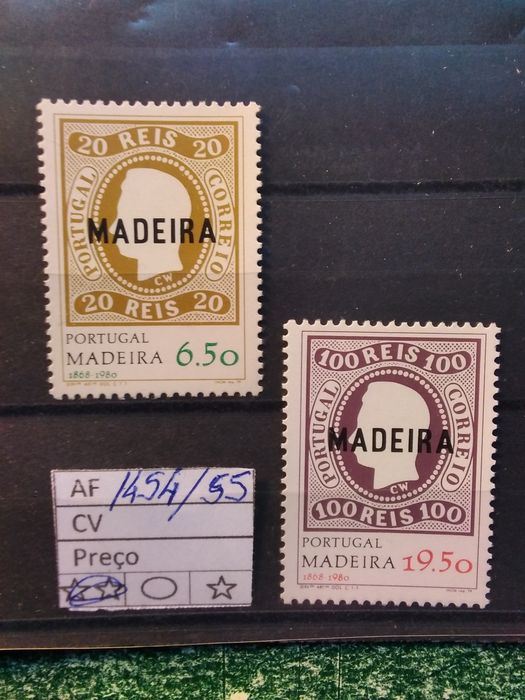 20 REIS 20
PORTUGAL
CORREIO
MADEIRA
CW
20 REIS 20
PORTUGAL
MADEIRA 6.50
1868-1980
100 REIS 100
PORTUGAL
CORREIO
MADEIRA
CW
100 REIS 100
PORTUGAL
MADEIRA 19.50
1868-1980
AF 1454/55
CV
Preço